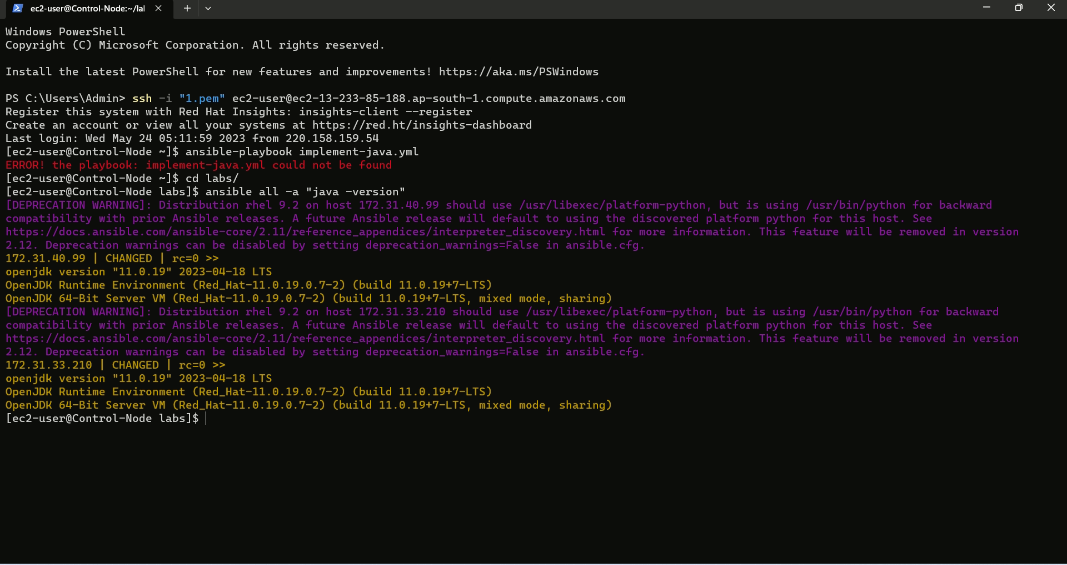 ec2-user@Control-Node:~/lal
Windows PowerShell
Copyright (C) Microsoft Corporation. All rights reserved.
Install the latest PowerShell for new features and improvements! https://aka.ms/PSWindows
PS C:\Users\Admin> ssh -i "1.pem" ec2-user@ec2-13-233-85-188.ap-south-1.compute.amazonaws.com
Register this system with Red Hat Insights: insights-client --register
Create an account or view all your systems at https://red.ht/insights-dashboard
Last login: Wed May 24 05:11:59 2023 from 220.158.159.54
[ec2-user@Control-Node ~]$ ansible-playbook implement-java.yml
ERROR! the playbook: implement-java.yml could not be found
[ec2-user@Control-Node ~]$ cd labs/
[ec2-user@Control-Node labs]$ ansible all -a "java -version"
[DEPRECATION WARNING]: Distribution rhel 9.2 on host 172.31.40.99 should use /usr/libexec/platform-python, but is using /usr/bin/python for backward
compatibility with prior Ansible releases. A future Ansible release will default to using the discovered platform python for this host. See
https://docs.ansible.com/ansible-core/2.11/reference_appendices/interpreter_discovery.html for more information. This feature will be removed in version
2.12. Deprecation warnings can be disabled by setting deprecation_warnings=False in ansible.cfg.
172.31.40.99 | CHANGED | rc=0 >>
openjdk version "11.0.19" 2023-04-18 LTS
OpenJDK Runtime Environment (Red_Hat-11.0.19.0.7-2) (build 11.0.19+7-LTS)
OpenJDK 64-Bit Server VM (Red_Hat-11.0.19.0.7-2) (build 11.0.19+7-LTS, mixed mode, sharing)
[DEPRECATION WARNING]: Distribution rhel 9.2 on host 172.31.33.210 should use /usr/libexec/platform-python, but is using /usr/bin/python for backward
compatibility with prior Ansible releases. A future Ansible release will default to using the discovered platform python for this host. See
https://docs.ansible.com/ansible-core/2.11/reference_appendices/interpreter_discovery.html for more information. This feature will be removed in version
2.12. Deprecation warnings can be disabled by setting deprecation_warnings=False in ansible.cfg.
172.31.33.210 | CHANGED | rc=0 >>
openjdk version "11.0.19" 2023-04-18 LTS
OpenJDK Runtime Environment (Red_Hat-11.0.19.0.7-2) (build 11.0.19+7-LTS)
OpenJDK 64-Bit Server VM (Red_Hat-11.0.19.0.7-2) (build 11.0.19+7-LTS, mixed mode, sharing)
[ec2-user@Control-Node labs]$